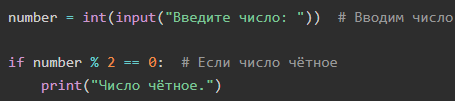 number = int(input("Введите число: "))  # Вводим число
if number % 2 == 0:  # Если число чётное
    print("Число чётное.")